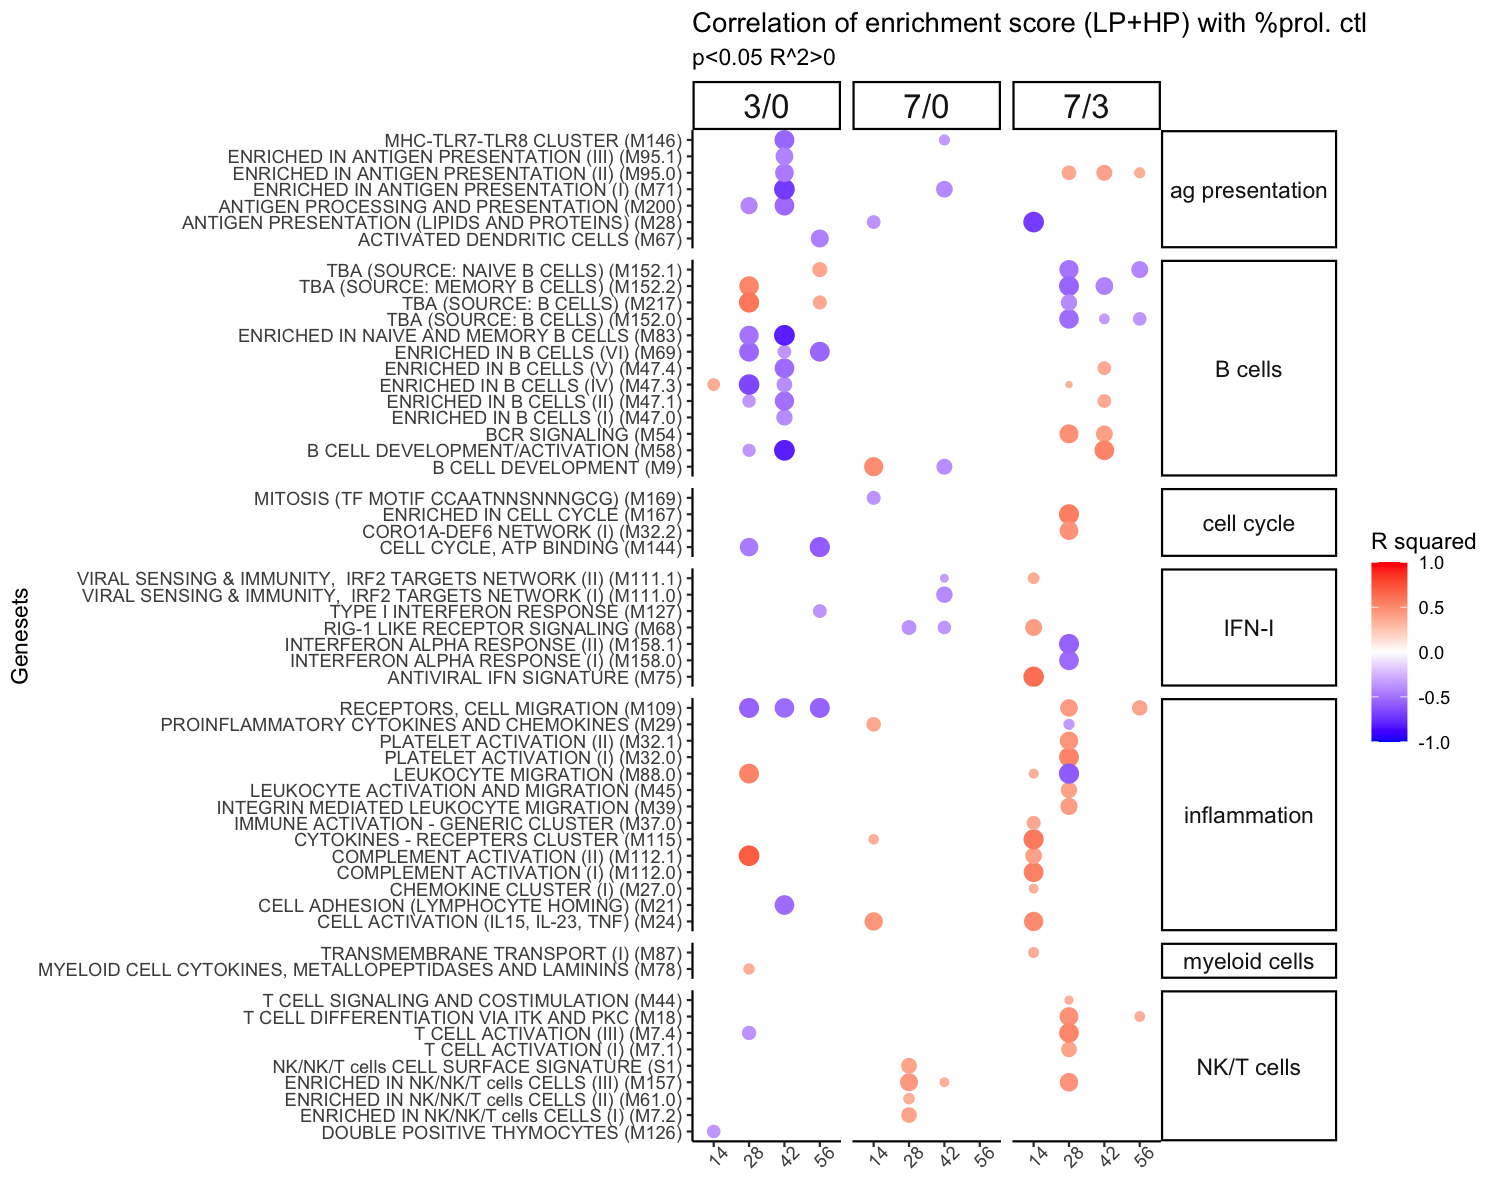 Correlation of enrichment score (LP+HP) with %prol. ctl
p<0.05 R^2>0
3/0
7/0
7/3
MHC-TLR7-TLR8 CLUSTER (M146)
ENRICHED IN ANTIGEN PRESENTATION (III) (M95.1)
ENRICHED IN ANTIGEN PRESENTATION (II) (M95.0)
ENRICHED IN ANTIGEN PRESENTATION (I) (M71)
ANTIGEN PROCESSING AND PRESENTATION (M200)
ANTIGEN PRESENTATION (LIPIDS AND PROTEINS) (M28)
ACTIVATED DENDRITIC CELLS (M67)
ag presentation
TBA (SOURCE: NAIVE B CELLS) (M152.1)
TBA (SOURCE: MEMORY B CELLS) (M152.2)
TBA (SOURCE: B CELLS) (M217)
TBA (SOURCE: B CELLS) (M152.0)
ENRICHED IN NAIVE AND MEMORY B CELLS (M83)
ENRICHED IN B CELLS (VI) (M69)
ENRICHED IN B CELLS (V) (M47.4)
ENRICHED IN B CELLS (IV) (M47.3)
ENRICHED IN B CELLS (II) (M47.1)
ENRICHED IN B CELLS (I) (M47.0)
BCR SIGNALING (M54)
B CELL DEVELOPMENT/ACTIVATION (M58)
B CELL DEVELOPMENT (M9)
B cells
MITOSIS (TF MOTIF CCAATNNSNNNGCG) (M169)
ENRICHED IN CELL CYCLE (M167)
CORO1A-DEF6 NETWORK (I) (M32.2)
CELL CYCLE, ATP BINDING (M144)
cell cycle
VIRAL SENSING & IMMUNITY,  IRF2 TARGETS NETWORK (II) (M111.1)
VIRAL SENSING & IMMUNITY,  IRF2 TARGETS NETWORK (I) (M111.0)
TYPE I INTERFERON RESPONSE (M127)
RIG-1 LIKE RECEPTOR SIGNALING (M68)
INTERFERON ALPHA RESPONSE (II) (M158.1)
INTERFERON ALPHA RESPONSE (I) (M158.0)
ANTIVIRAL IFN SIGNATURE (M75)
IFN-I
RECEPTORS, CELL MIGRATION (M109)
PROINFLAMMATORY CYTOKINES AND CHEMOKINES (M29)
PLATELET ACTIVATION (II) (M32.1)
PLATELET ACTIVATION (I) (M32.0)
LEUKOCYTE MIGRATION (M88.0)
LEUKOCYTE ACTIVATION AND MIGRATION (M45)
INTEGRIN MEDIATED LEUKOCYTE MIGRATION (M39)
IMMUNE ACTIVATION - GENERIC CLUSTER (M37.0)
CYTOKINES - RECEPTERS CLUSTER (M115)
COMPLEMENT ACTIVATION (II) (M112.1)
COMPLEMENT ACTIVATION (I) (M112.0)
CHEMOKINE CLUSTER (I) (M27.0)
CELL ADHESION (LYMPHOCYTE HOMING) (M21)
CELL ACTIVATION (IL15, IL-23, TNF) (M24)
inflammation
TRANSMEMBRANE TRANSPORT (I) (M87)
MYELOID CELL CYTOKINES, METALLOPEPTIDASES AND LAMININS (M78)
myeloid cells
T CELL SIGNALING AND COSTIMULATION (M44)
T CELL DIFFERENTIATION VIA ITK AND PKC (M18)
T CELL ACTIVATION (III) (M7.4)
T CELL ACTIVATION (I) (M7.1)
NK/NK/T cells CELL SURFACE SIGNATURE (S1)
ENRICHED IN NK/NK/T cells CELLS (III) (M157)
ENRICHED IN NK/NK/T cells CELLS (II) (M61.0)
ENRICHED IN NK/NK/T cells CELLS (I) (M7.2)
DOUBLE POSITIVE THYMOCYTES (M126)
NK/T cells
14 28 42 56
14 28 42 56
14 28 42 56
Genesets
R squared
1.0
0.5
0.0
-0.5
-1.0